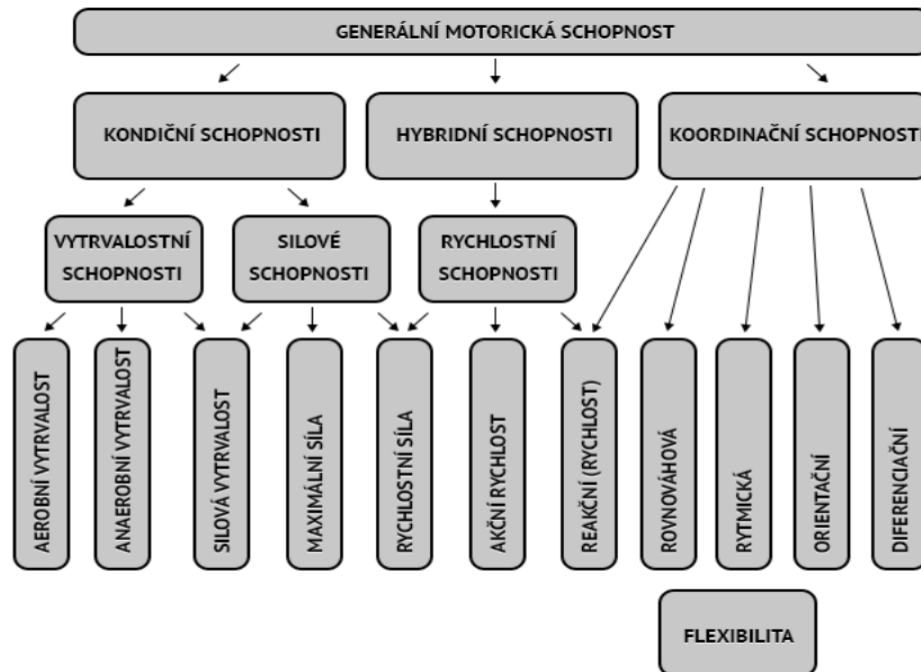 GENERÁLNÍ MOTORICKÁ SCHOPNOST
KONDIČNÍ SCHOPNOSTI
HYBRIDNÍ SCHOPNOSTI
KOORDINAČNÍ SCHOPNOSTI
VYTRVALOSTNÍ
SCHOPNOSTI
SILOVÉ
SCHOPNOSTI
RYCHLOSTNÍ
SCHOPNOSTI
AEROBNÍ VYTRVALOST
ANAEROBNÍ VYTRVALOST
SILOVÁ VYTRVALOST
MAXIMÁLNÍ SÍLA
RYCHLOSTNÍ SÍLA
AKČNÍ RYCHLOST
REAKČNÍ (RYCHLOST)
ROVNOVÁHOVÁ
RYTMICKÁ
ORIENTAČNÍ
DIFERENCIAČNÍ
FLEXIBILITA